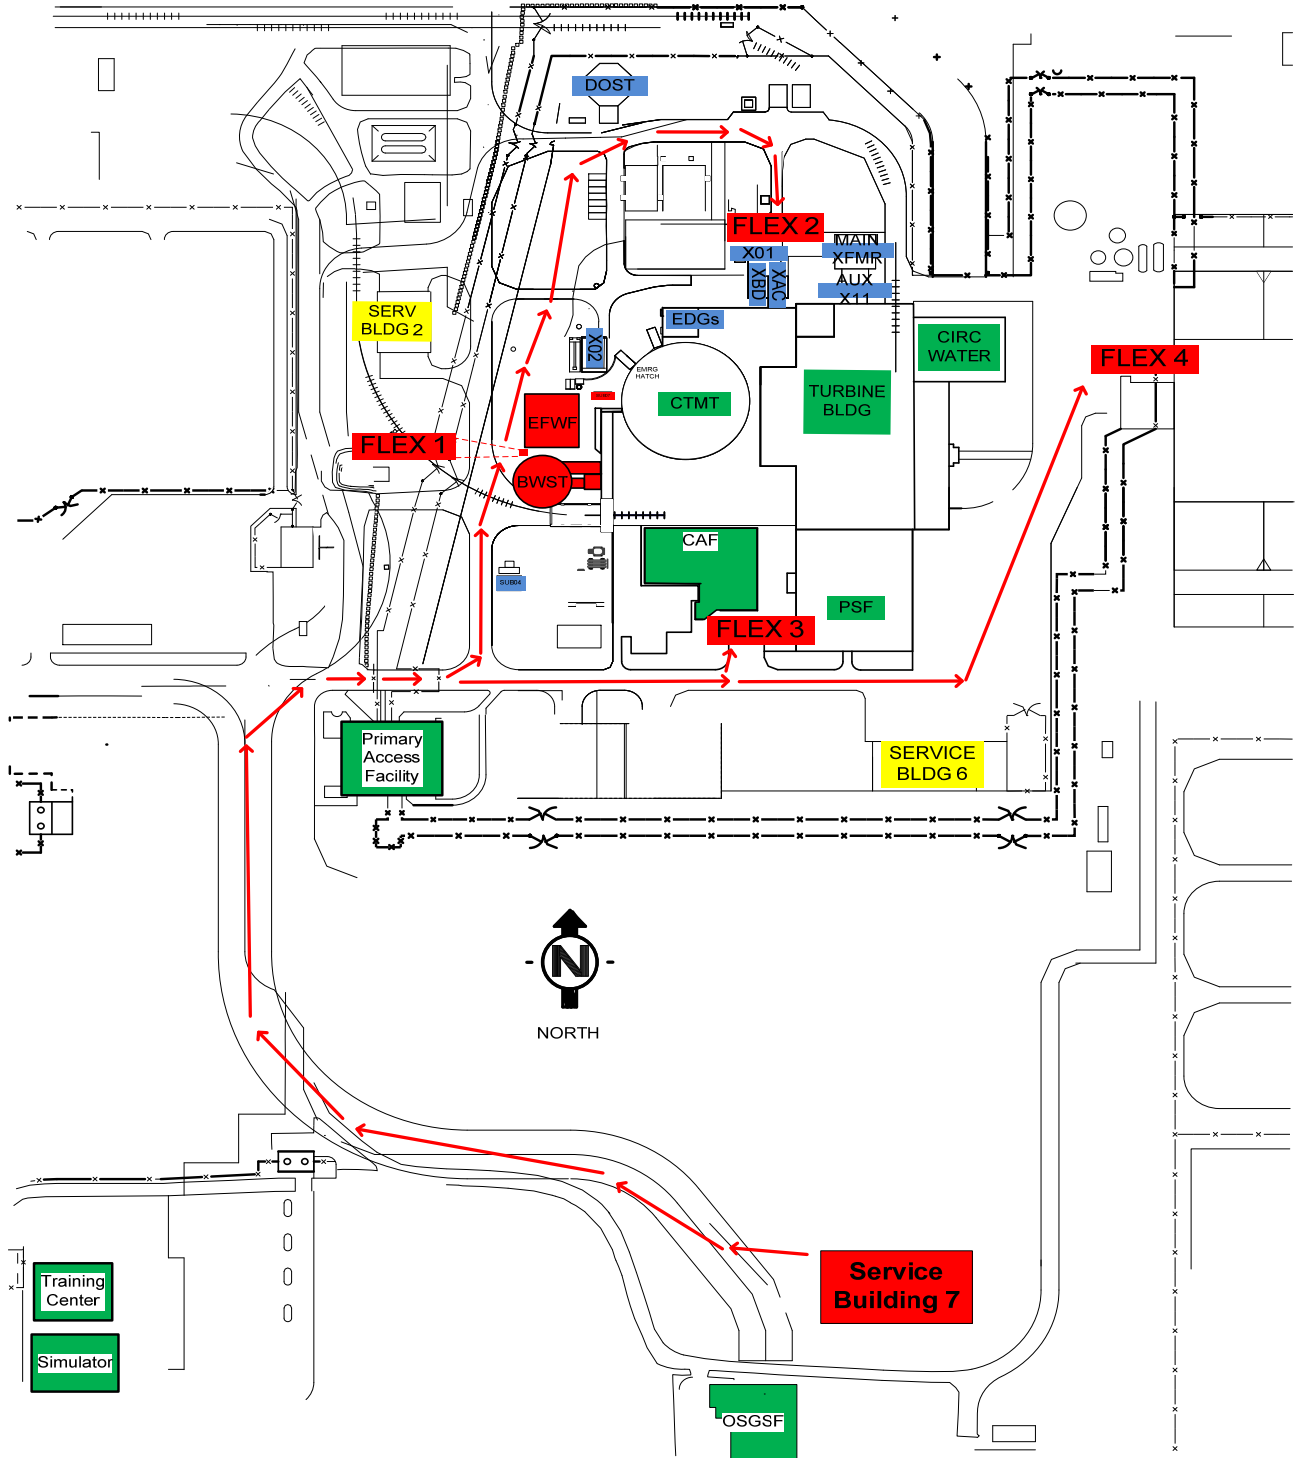 DOST
FLEX 2
X01
MAIN
XFMR
XBD
XAC
AUX
X11
SERV
BLDG 2
EDGs
X02
CIRC
WATER
FLEX 4
EMRG
HATCH
CTMT
TURBINE
BLDG
EFWF
FLEX 1
BWST
CAF
SUB04
PSF
FLEX 3
Primary
Access
Facility
SERVICE
BLDG 6
N
NORTH
Service
Building 7
Training
Center
Simulator
OSGSF